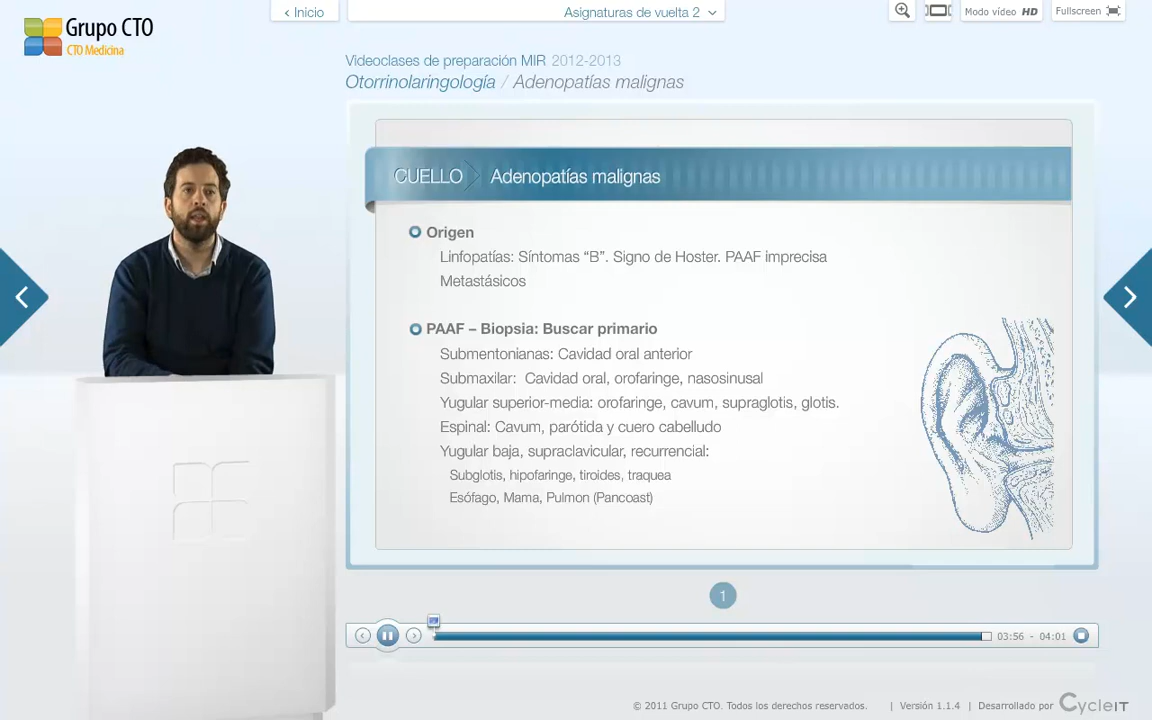 Grupo CTO
CTO Medicina
‹ Inicio
Asignaturas de vuelta 2
Modo vídeo HD
Fullscreen
Videoclases de preparación MIR 2012-2013
Otorrinolaringología / Adenopatías malignas
CUELLO Adenopatías malignas
Origen
Linfopatías: Síntomas “B”. Signo de Hoster. PAAF imprecisa
Metastásicos
PAAF – Biopsia: Buscar primario
Submentonianas: Cavidad oral anterior
Submaxilar: Cavidad oral, orofaringe, nasosinusal
Yugular superior-media: orofaringe, cavum, supraglotis, glotis.
Espinal: Cavum, parótida y cuero cabelludo
Yugular baja, supraclavicular, recurrencial:
Subglotis, hipofaringe, tiroides, traquea
Esófago, Mama, Pulmon (Pancoast)
1
03:56 - 04:01
© 2011 Grupo CTO. Todos los derechos reservados. | Versión 1.1.4 | Desarrollado por CycleIT